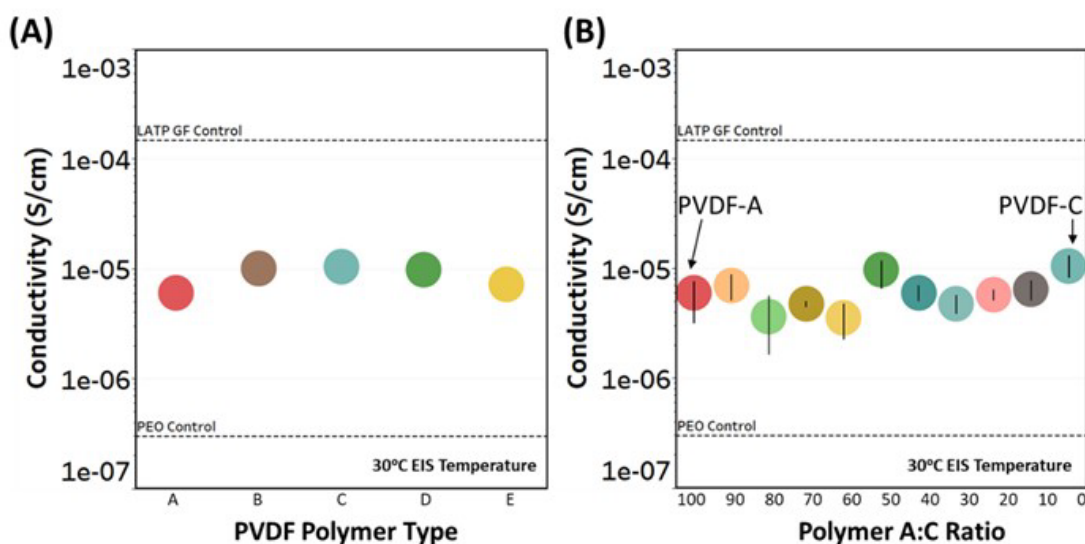 (A)
1e-03
LATP GF Control
1e-04
1e-05
1e-06
PEO Control
1e-07
30ºC EIS Temperature
A B C D E
PVDF Polymer Type
Conductivity (S/cm)
(B)
1e-03
LATP GF Control
1e-04
PVDF-A
PVDF-C
1e-05
1e-06
PEO Control
1e-07
30ºC EIS Temperature
100 90 80 70 60 50 40 30 20 10 0
Polymer A:C Ratio
Conductivity (S/cm)